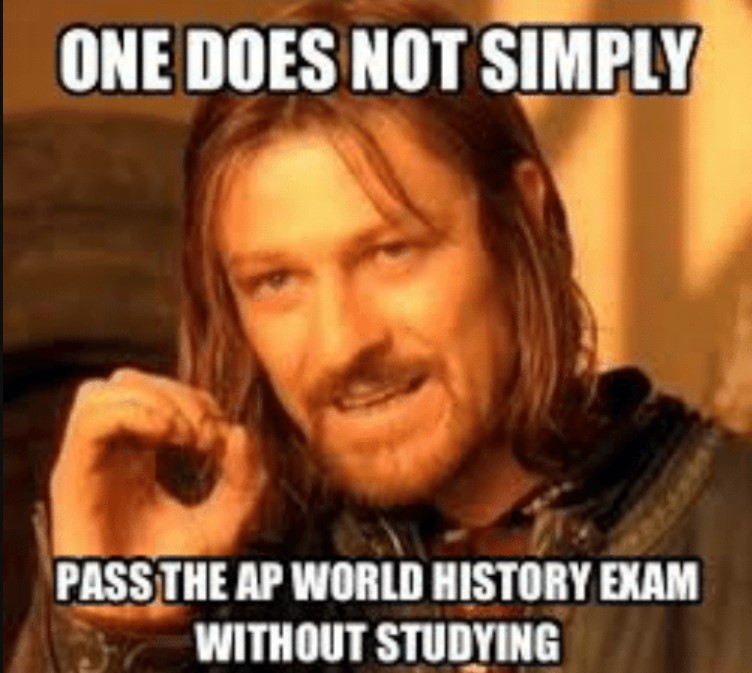 ONE DOES NOT SIMPLY
PASS THE AP WORLD HISTORY EXAM
WITHOUT STUDYING